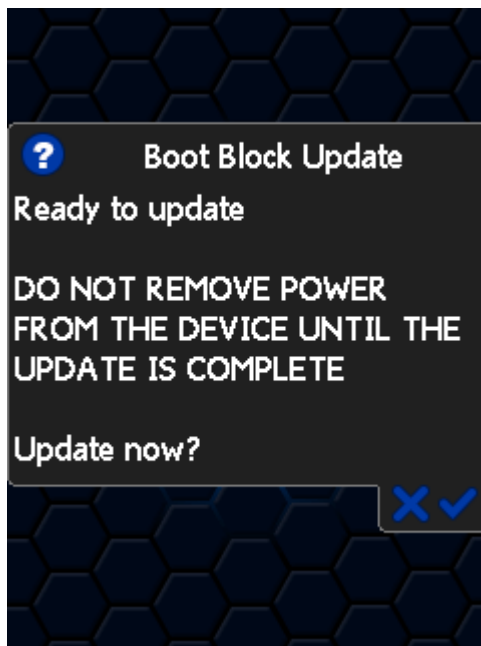 ? Boot Block Update
Ready to update
DO NOT REMOVE POWER
FROM THE DEVICE UNTIL THE
UPDATE IS COMPLETE
Update now?